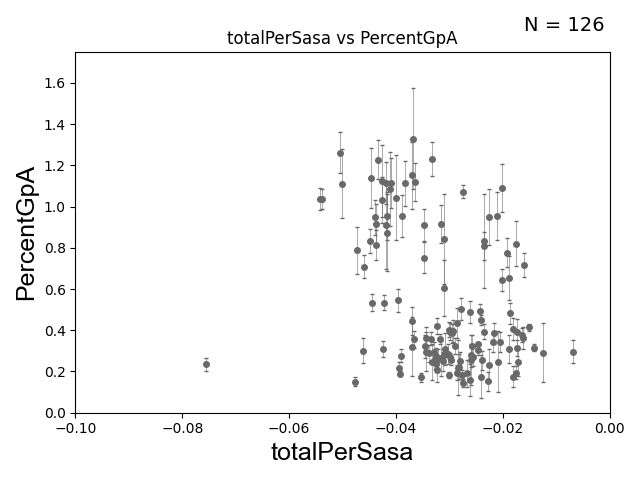 N = 126
totalPerSasa vs PercentGpA
1.6
1.4
1.2
1.0
0.8
0.6
0.4
0.2
0.0
PercentGpA
−0.10 −0.08 −0.06 −0.04 −0.02 0.00
totalPerSasa